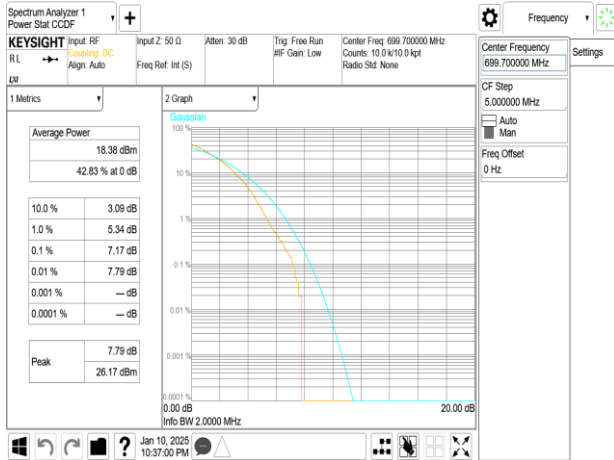 Spectrum Analyzer 1
Power Stat CCDF
▼
+
Frequency
▼
KEYSIGHT
RL
LXI
Input: RF
Coupling: DC
Align: Auto
Input Z: 50 Ω
Freq Ref: Int (S)
Atten: 30 dB
Trig: Free Run
#IF Gain: Low
Center Freq: 699.700000 MHz
Counts: 10.0 k/10.0 kpt
Radio Std: None
Center Frequency
699.700000 MHz
Settings
CF Step
5.000000 MHz
Auto
Man
Freq Offset
0 Hz
1 Metrics
▼
Average Power
18.38 dBm
42.83 % at 0 dB
10.0 % 3.09 dB
1.0 % 5.34 dB
0.1 % 7.17 dB
0.01 % 7.79 dB
0.001 % --- dB
0.0001 % --- dB
Peak
7.79 dB
26.17 dBm
2 Graph
▼
Gaussian
100 %
10 %
1 %
0.1 %
0.01 %
0.001 %
0.0001 %
0.00 dB
20.00 dB
Info BW 2.0000 MHz
?
Jan 10, 2025
10:37:00 PM